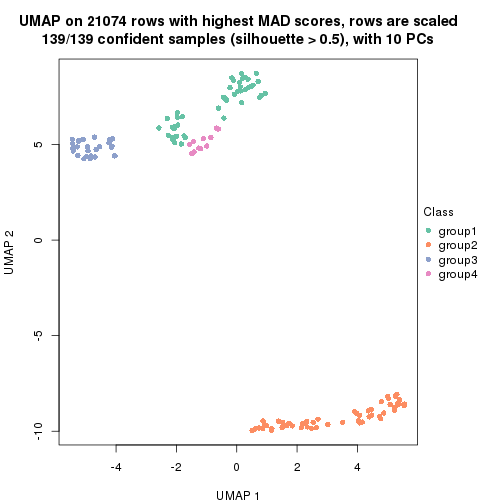 UMAP on 21074 rows with highest MAD scores, rows are scaled
139/139 confident samples (silhouette > 0.5), with 10 PCs
5
0
-5
-10
UMAP 2
-4
-2
0
2
4
UMAP 1
Class
group1
group2
group3
group4